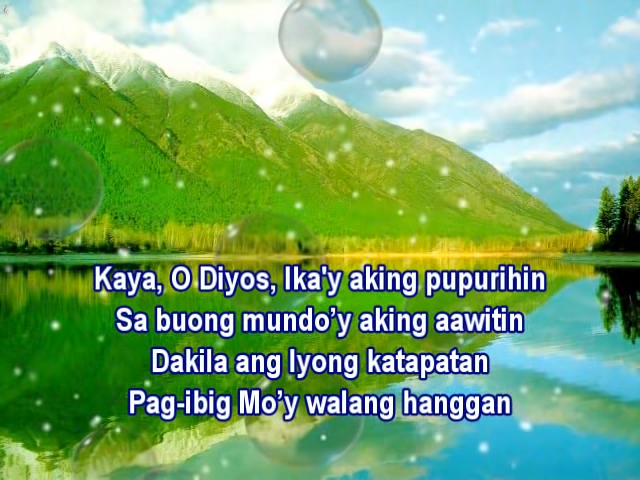 Kaya, O Diyos, Ika'y aking pupurihin
Sa buong mundo’y aking aawitin
Dakila ang Iyong katapatan
Pag-ibig Mo’y walang hanggan